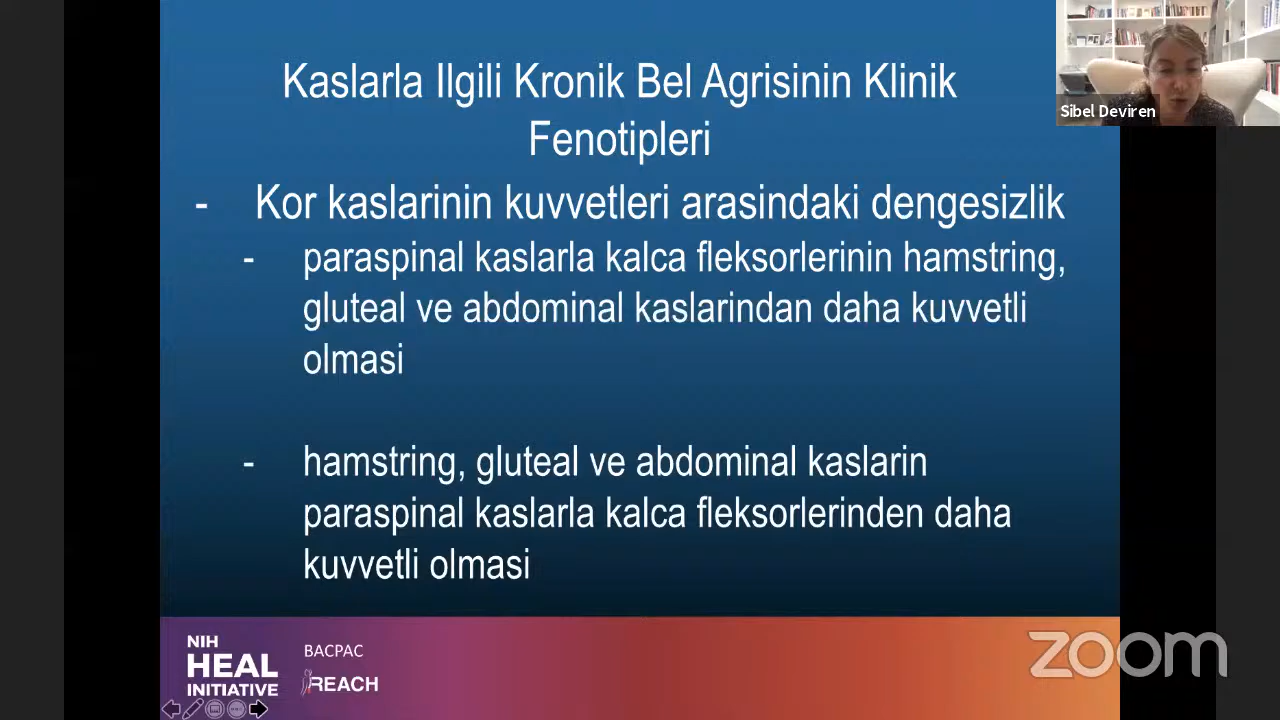 Kaslarla Ilgili Kronik Bel Agrisinin Klinik
Fenotipleri
- Kor kaslarinin kuvvetleri arasindaki dengesizlik
- paraspinal kaslarla kalca fleksorlerinin hamstring,
gluteal ve abdominal kaslarindan daha kuvvetli
olmasi
- hamstring, gluteal ve abdominal kaslarin
paraspinal kaslarla kalca fleksorlerinden daha
kuvvetli olmasi
Sibel Deviren
NIH
HEAL
INITIATIVE
BACPAC
REACH
zoom